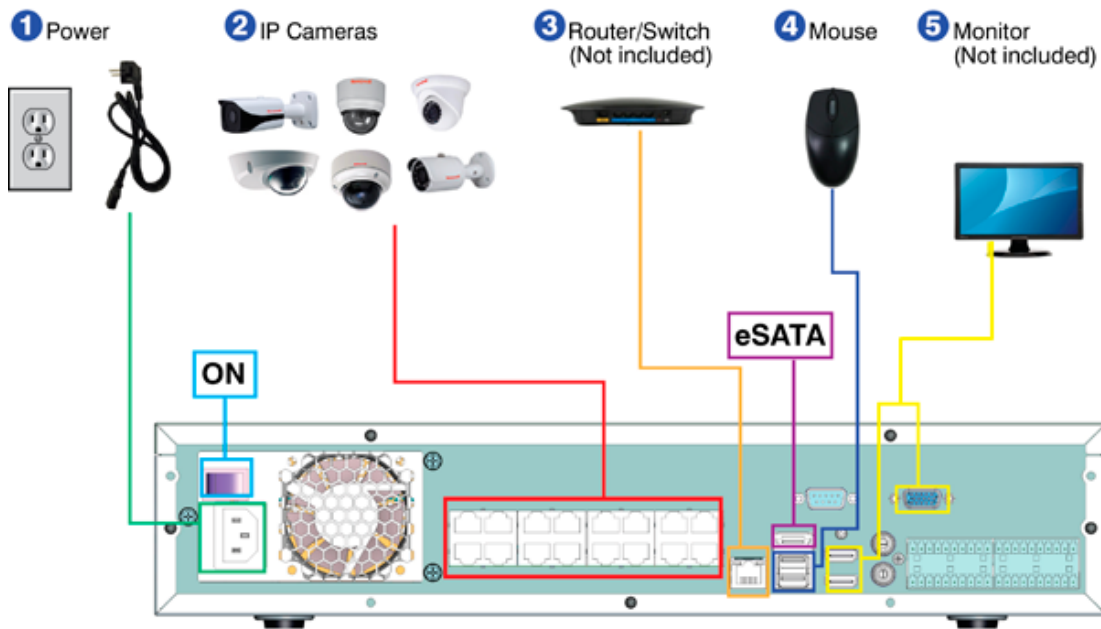 1 Power
2 IP Cameras
3 Router/Switch
(Not included)
4 Mouse
5 Monitor
(Not included)
eSATA
ON